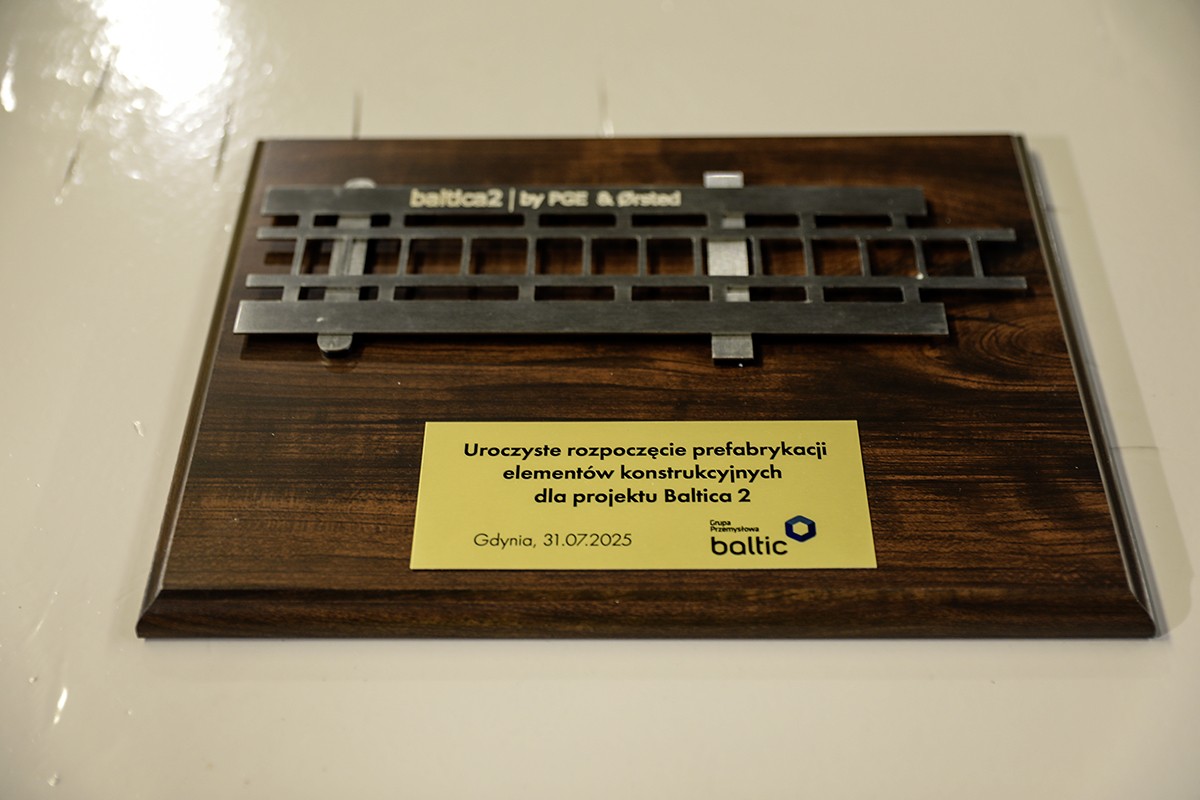 baltica2 | by PGE & Ørsted
Uroczyste rozpoczęcie prefabrykacji
elementów konstrukcyjnych
dla projektu Baltica 2
Gdynia, 31.07.2025
Grupa
Przemysłowa
baltic